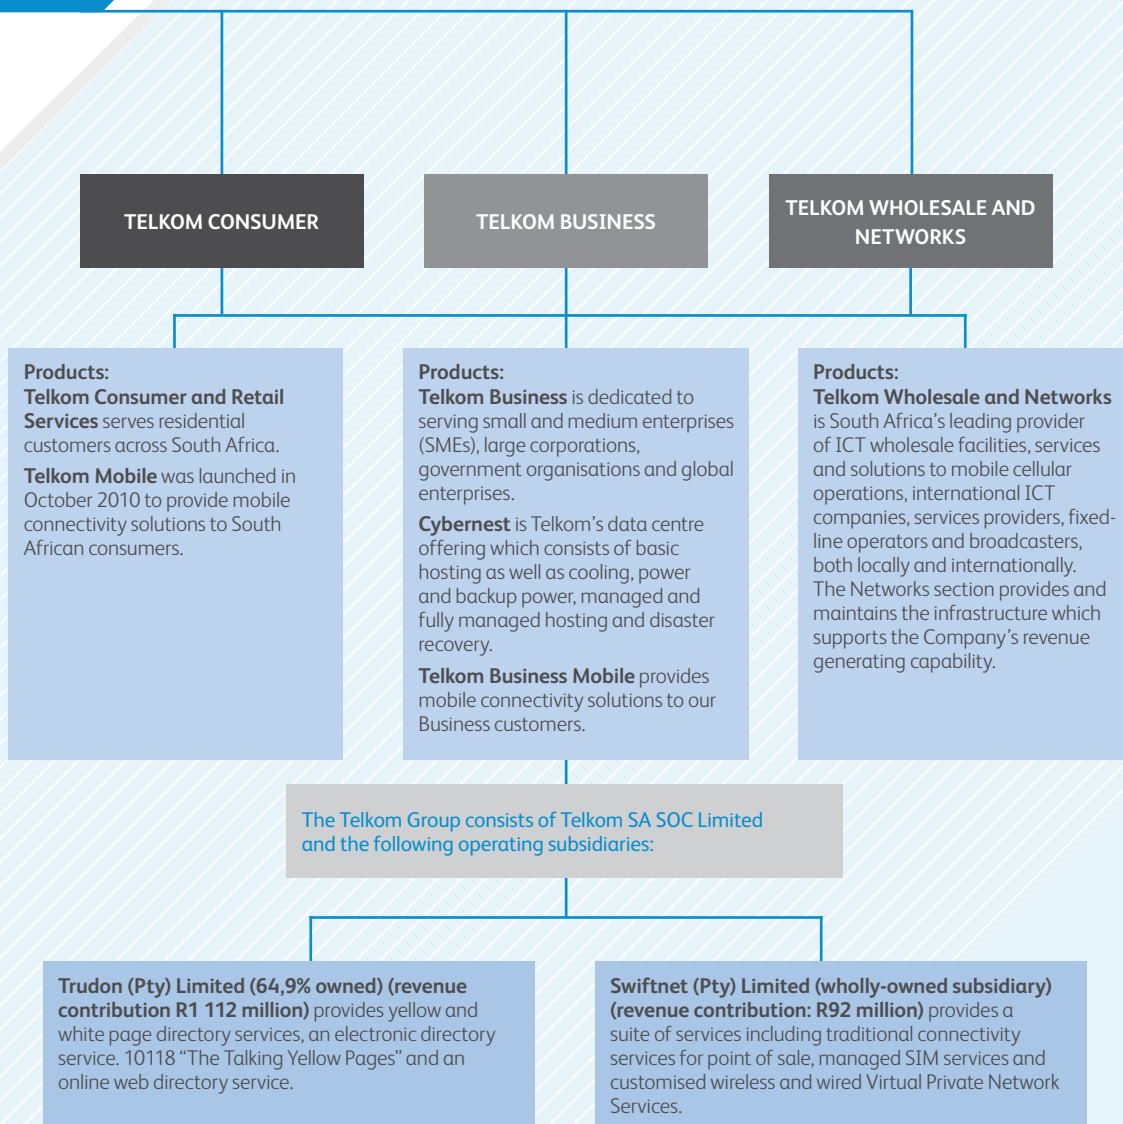 TELKOM CONSUMER
TELKOM BUSINESS
TELKOM WHOLESALE AND
NETWORKS
Products:
Telkom Consumer and Retail
Services serves residential
customers across South Africa.
Telkom Mobile was launched in
October 2010 to provide mobile
connectivity solutions to South
African consumers.
Products:
Telkom Business is dedicated to
serving small and medium enterprises
(SMEs), large corporations,
government organisations and global
enterprises.
Cybernest is Telkom’s data centre
offering which consists of basic
hosting as well as cooling, power
and backup power, managed and
fully managed hosting and disaster
recovery.
Telkom Business Mobile provides
mobile connectivity solutions to our
Business customers.
Products:
Telkom Wholesale and Networks
is South Africa’s leading provider
of ICT wholesale facilities, services
and solutions to mobile cellular
operations, international ICT
companies, services providers, fixed-
line operators and broadcasters,
both locally and internationally.
The Networks section provides and
maintains the infrastructure which
supports the Company’s revenue
generating capability.
The Telkom Group consists of Telkom SA SOC Limited
and the following operating subsidiaries:
Trudon (Pty) Limited (64,9% owned) (revenue
contribution R1 112 million) provides yellow and
white page directory services, an electronic directory
service. 10118 “The Talking Yellow Pages” and an
online web directory service.
Swiftnet (Pty) Limited (wholly-owned subsidiary)
(revenue contribution: R92 million) provides a
suite of services including traditional connectivity
services for point of sale, managed SIM services and
customised wireless and wired Virtual Private Network
Services.